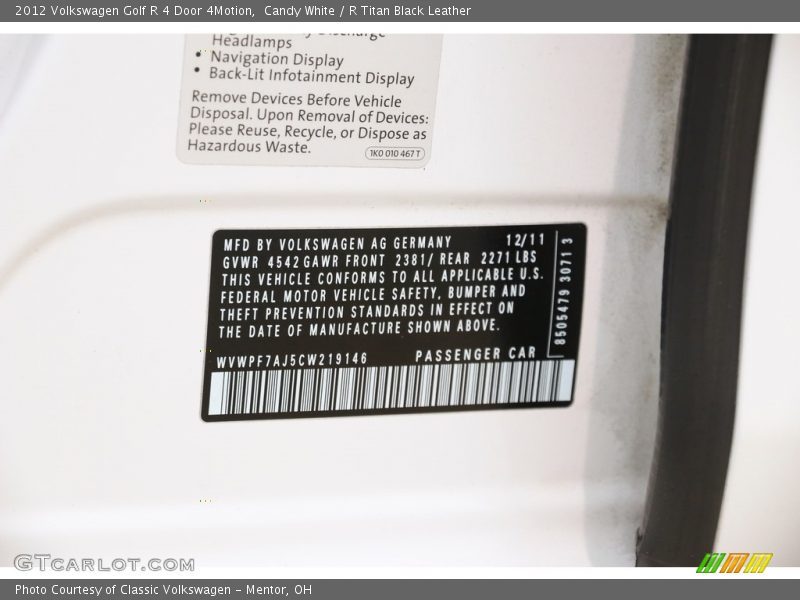 2012 Volkswagen Golf R 4 Door 4Motion, Candy White / R Titan Black Leather
Discharge
Headlamps
• Navigation Display
• Back-Lit Infotainment Display
Remove Devices Before Vehicle
Disposal. Upon Removal of Devices:
Please Reuse, Recycle, or Dispose as
Hazardous Waste.
1K0 010 467 T
MFD BY VOLKSWAGEN AG GERMANY 12/11
GVWR 4542 GAWR FRONT 2381/ REAR 2271 LBS
THIS VEHICLE CONFORMS TO ALL APPLICABLE U.S.
FEDERAL MOTOR VEHICLE SAFETY, BUMPER AND
THEFT PREVENTION STANDARDS IN EFFECT ON
THE DATE OF MANUFACTURE SHOWN ABOVE.
WVWPF7AJ5CW219146 PASSENGER CAR
8505479 3071 3
GTCARLOT.COM
Photo Courtesy of Classic Volkswagen - Mentor, OH